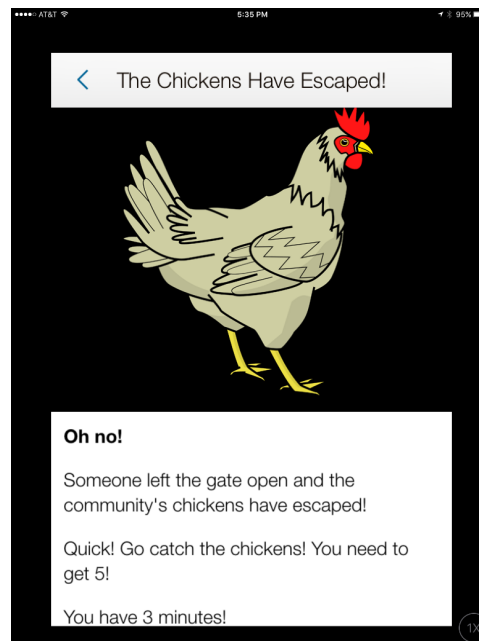 AT&T
5:35 PM
95%
The Chickens Have Escaped!
Oh no!
Someone left the gate open and the
community's chickens have escaped!
Quick! Go catch the chickens! You need to
get 5!
You have 3 minutes!
1X